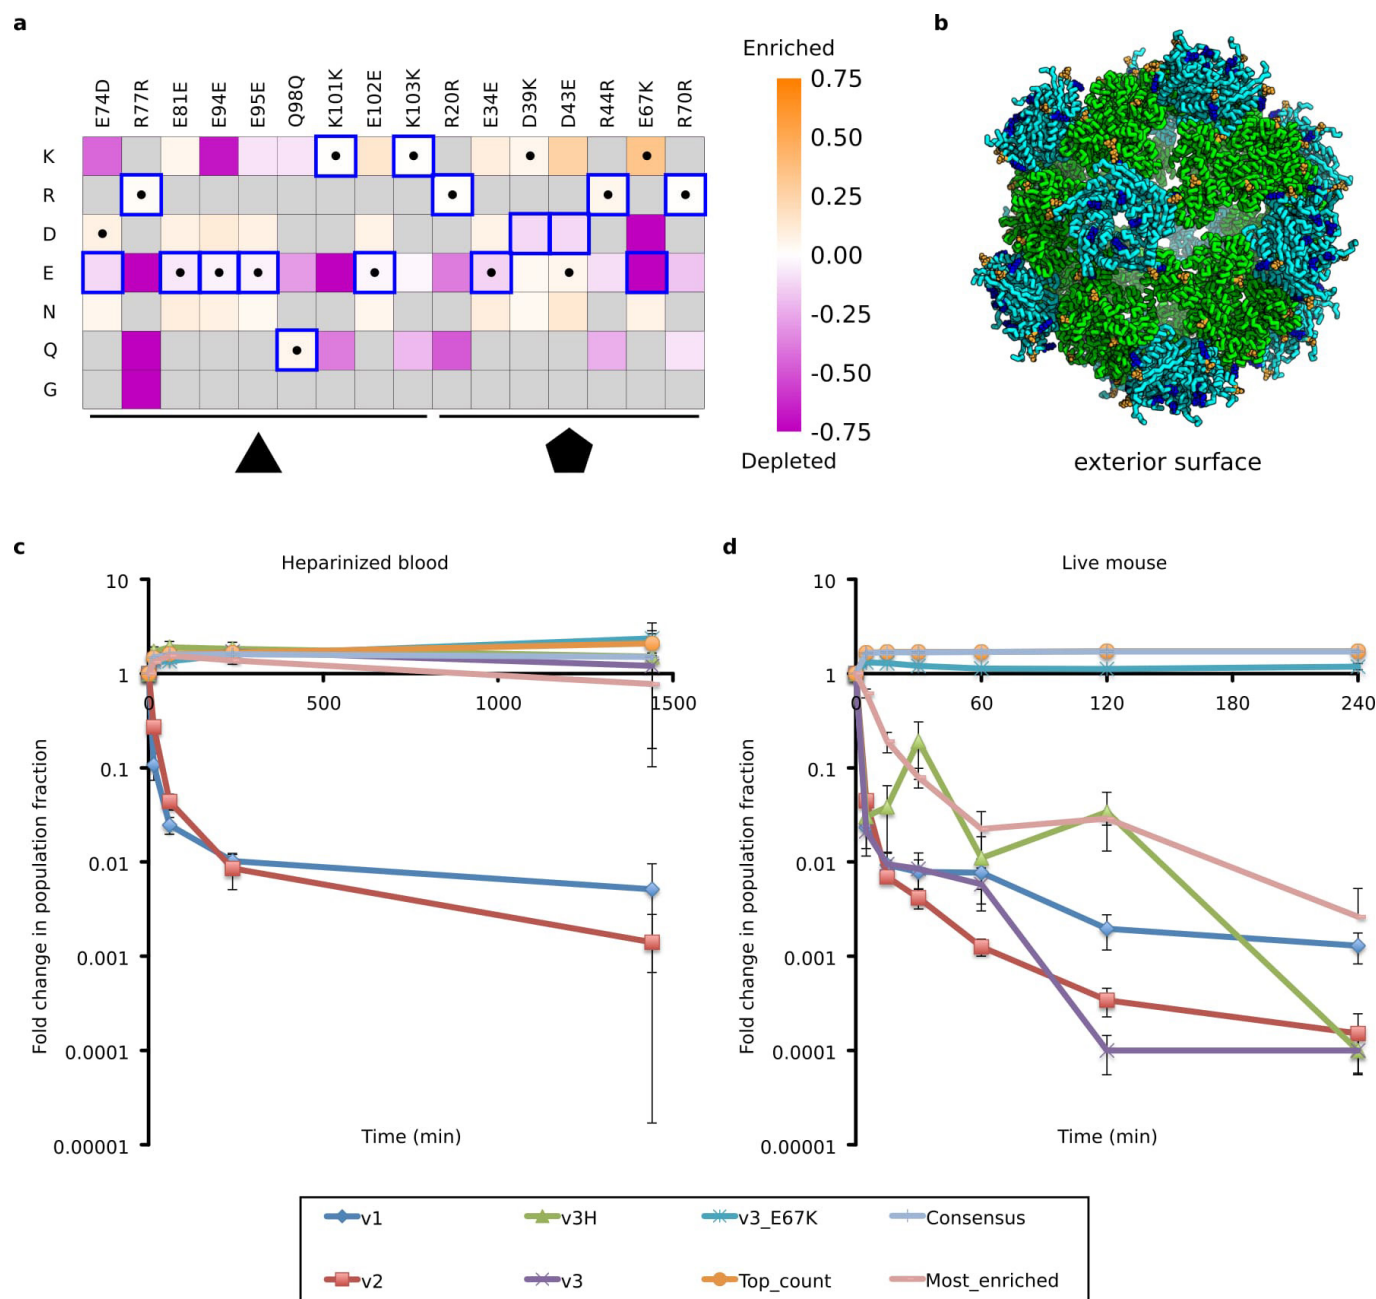 a
b
Enriched
E74D R77R E81E E94E E95E Q98Q K101K E102E K103K R20R E34E D39K D43E R44R E67K R70R
K
R
D
E
N
Q
G
0.75
0.50
0.25
0.00
-0.25
-0.50
-0.75
Depleted
exterior surface
c
Heparinized blood
10
1
0.1
0.01
0.001
0.0001
0.00001
0 500 1000 1500
Fold change in population fraction
Time (min)
d
Live mouse
10
1
0.1
0.01
0.001
0.0001
0.00001
0 60 120 180 240
Fold change in population fraction
Time (min)
v1 v3H v3_E67K Consensus
v2 v3 Top_count Most_enriched